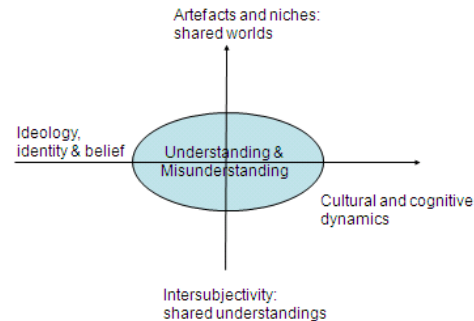 Artefacts and niches:
shared worlds
Ideology,
identity & belief
Understanding &
Misunderstanding
Cultural and cognitive
dynamics
Intersubjectivity:
shared understandings